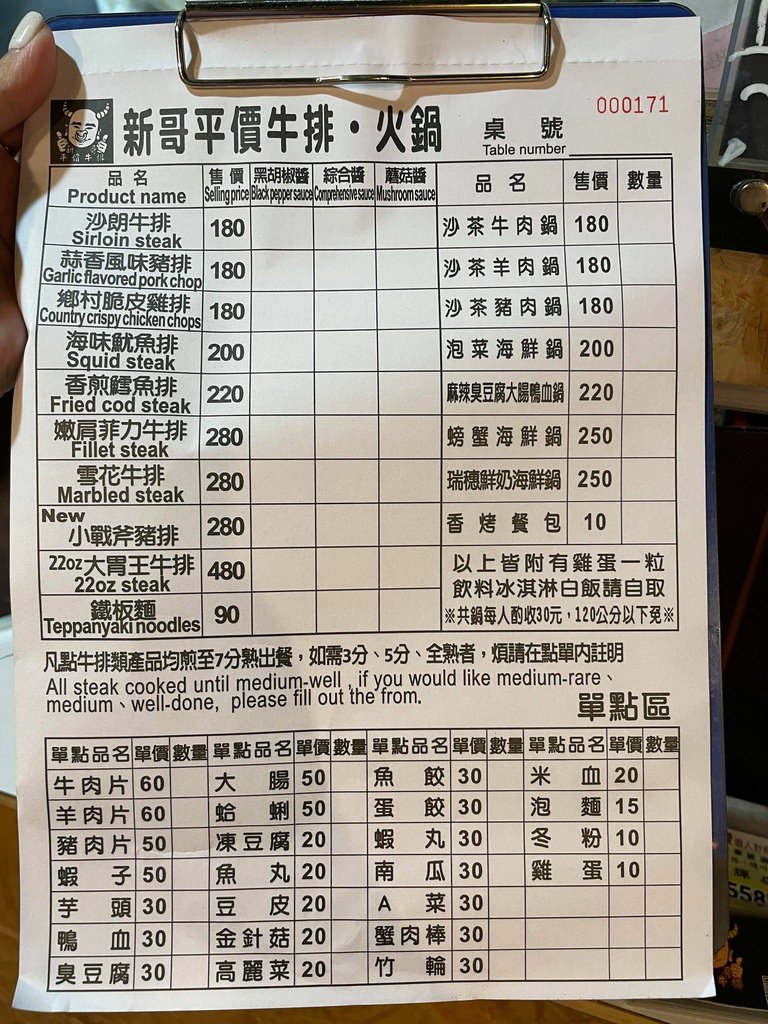 000171
新哥平價牛排・火鍋
桌號
Table number
平價牛排
品名 Product name 售價 Selling price 黑胡椒醬 Black pepper sauce 綜合醬 Comprehensive sauce 蘑菇醬 Mushroom sauce
沙朗牛排 Sirloin steak 180
蒜香風味豬排 Garlic flavored pork chop 180
鄉村脆皮雞排 Country crispy chicken chops 180
海味魷魚排 Squid steak 200
香煎鱈魚排 Fried cod steak 220
嫩肩菲力牛排 Fillet steak 280
雪花牛排 Marbled steak 280
New 小戰斧豬排 280
22oz大胃王牛排 22oz steak 480
鐵板麵 Teppanyaki noodles 90
品名 售價 數量
沙茶牛肉鍋 180
沙茶羊肉鍋 180
沙茶豬肉鍋 180
泡菜海鮮鍋 200
麻辣臭豆腐大腸鴨血鍋 220
螃蟹海鮮鍋 250
瑞穗鮮奶海鮮鍋 250
香烤餐包 10
以上皆附有雞蛋一粒
飲料冰淇淋白飯請自取
※共鍋每人酌收30元，120公分以下免※
凡點牛排類產品均煎至7分熟出餐，如需3分、5分、全熟者，煩請在點單內註明
All steak cooked until medium-well , if you would like medium-rare、
medium、well-done, please fill out the from.
單點區
單點品名 單價 數量 單點品名 單價 數量 單點品名 單價 數量 單點品名 單價 數量
牛肉片 60 大腸 50 魚餃 30 米血 20
羊肉片 60 蛤蜊 50 蛋餃 30 泡麵 15
豬肉片 50 凍豆腐 20 蝦丸 30 冬粉 10
蝦子 50 魚丸 20 南瓜 30 雞蛋 10
芋頭 30 豆皮 20 A菜 30
鴨血 30 金針菇 20 蟹肉棒 30
臭豆腐 30 高麗菜 20 竹輪 30